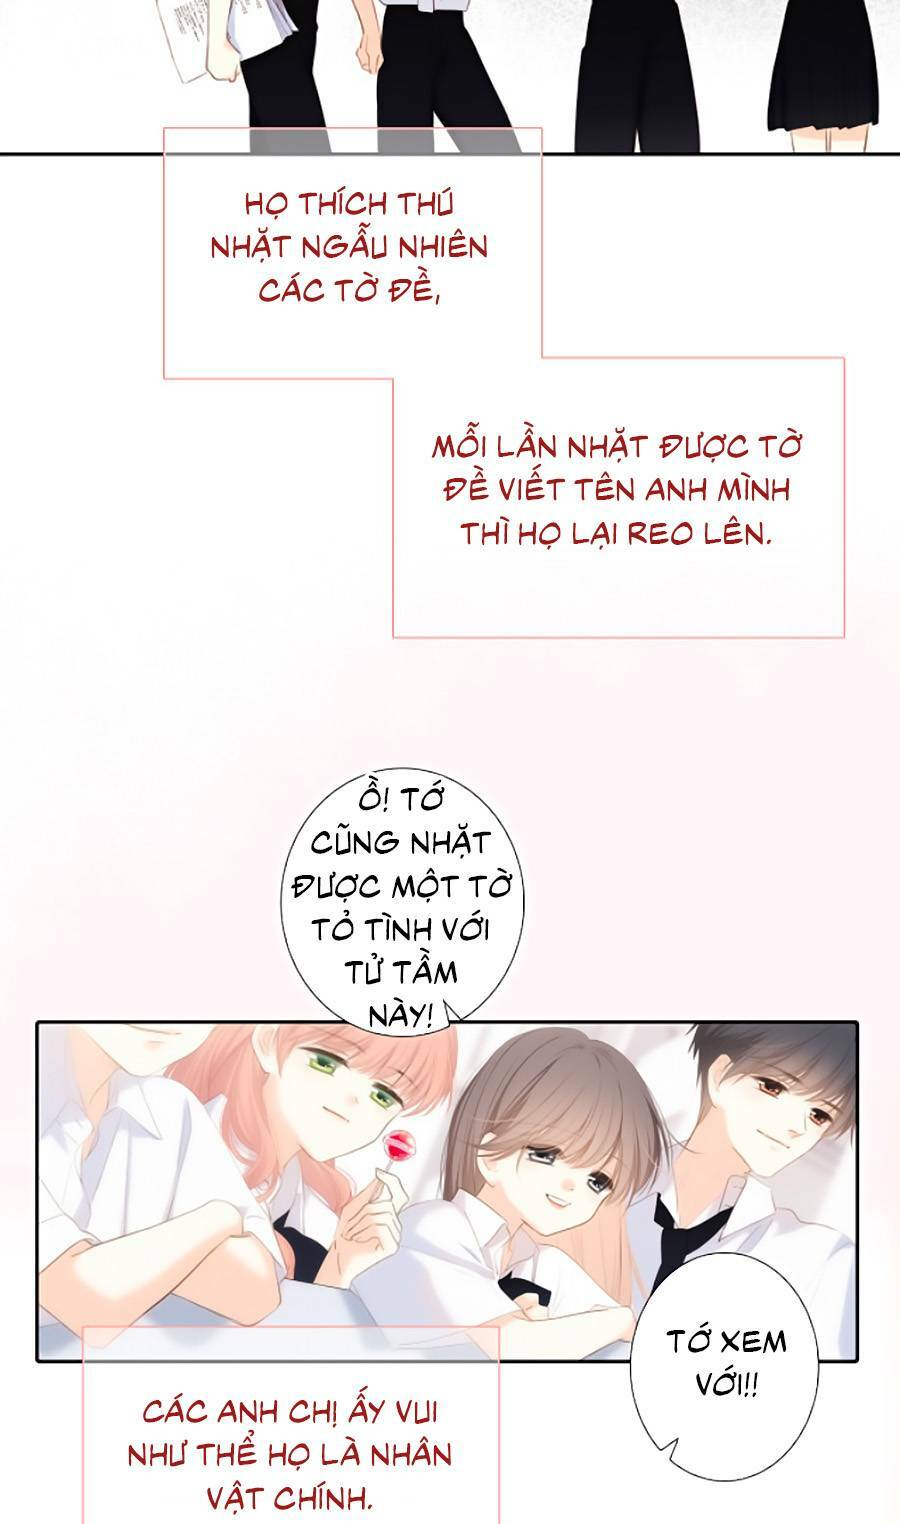 HỌ THÍCH THÚ
NHẶT NGẪU NHIÊN
CÁC TỜ ĐỀ,
MỖI LẦN NHẶT ĐƯỢC TỜ
ĐỀ VIẾT TÊN ANH MÌNH
THÌ HỌ LẠI REO LÊN.
Ồ! TỚ
CŨNG NHẶT
ĐƯỢC MỘT TỜ
TỎ TÌNH VỚI
TỬ TẦM
NÀY!
TỚ XEM
VỚI!!
CÁC ANH CHỊ ẤY VUI
NHƯ THỂ HỌ LÀ NHÂN
VẬT CHÍNH.